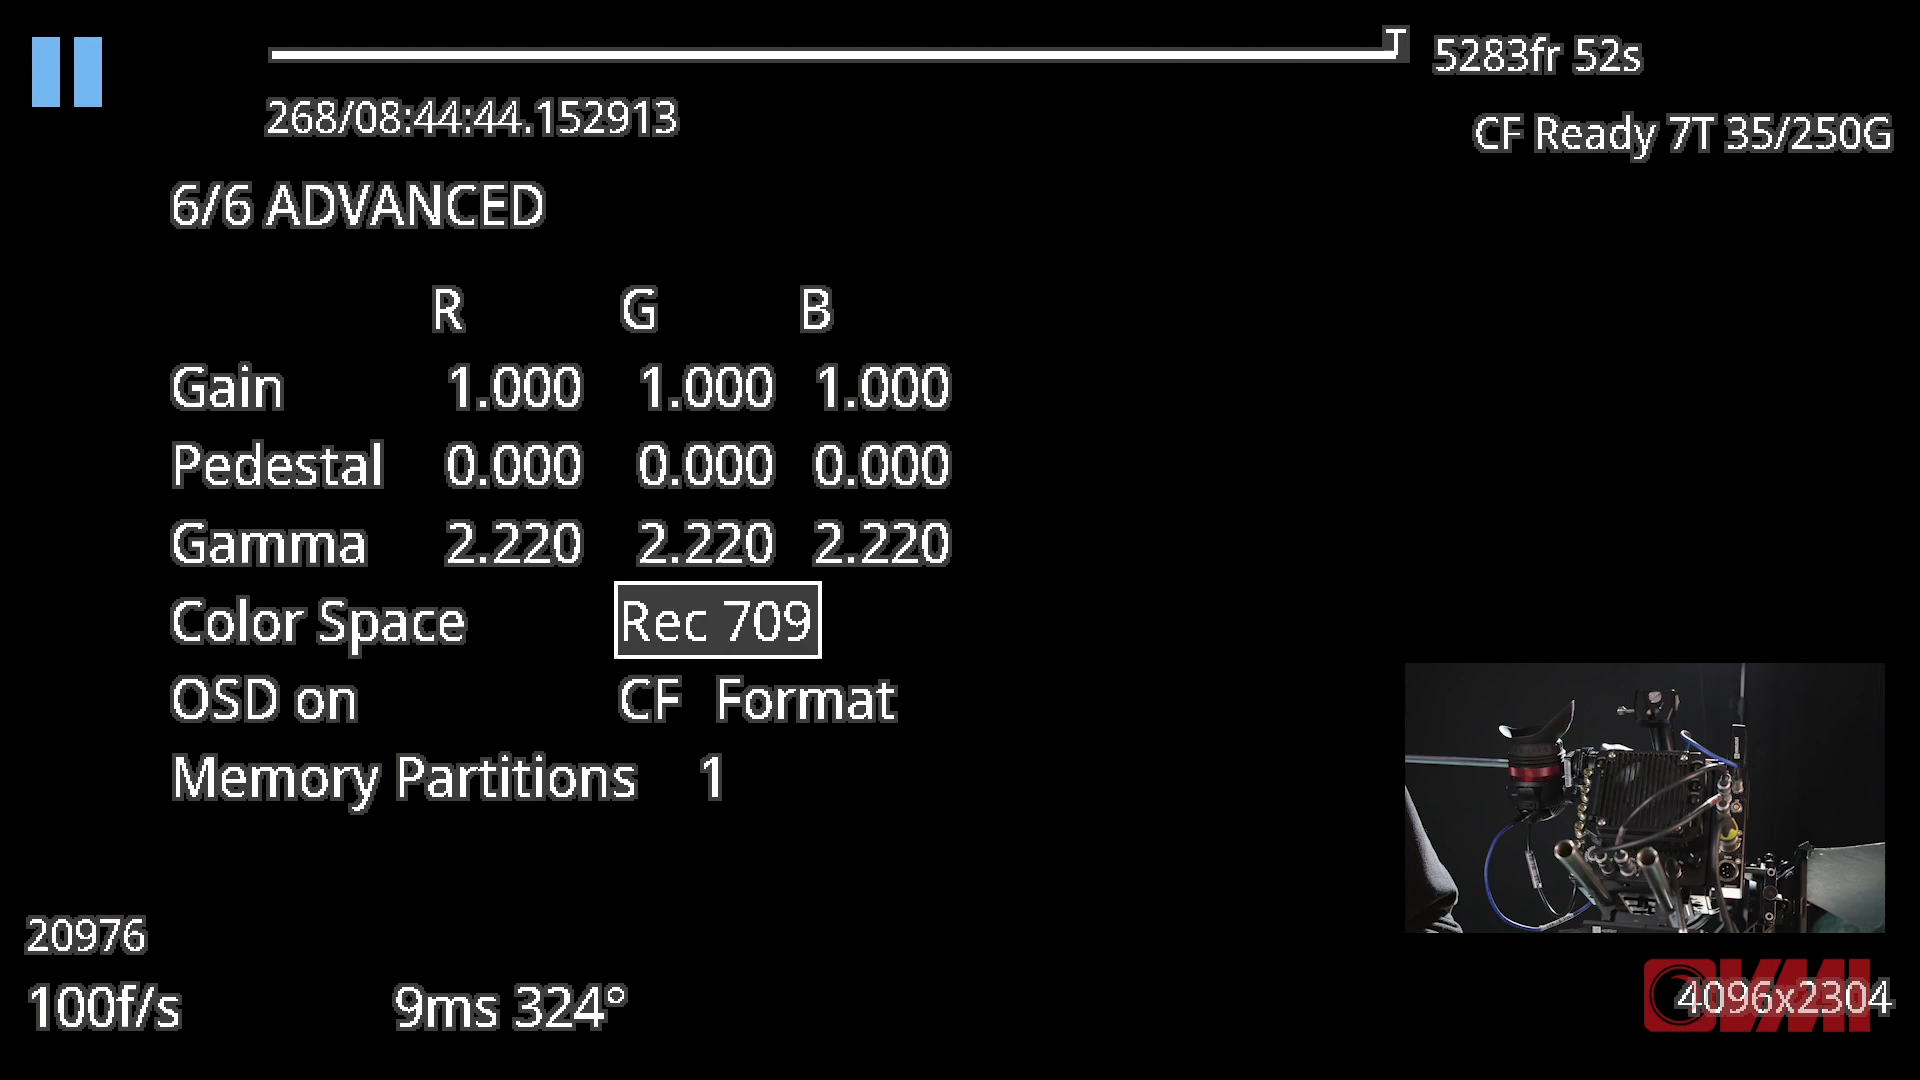 T 5283fr 52s
268/08:44:44.152913
CF Ready 7T 35/250G
6/6 ADVANCED
R G B
Gain 1.000 1.000 1.000
Pedestal 0.000 0.000 0.000
Gamma 2.220 2.220 2.220
Color Space Rec 709
OSD on CF Format
Memory Partitions 1
20976
100f/s 9ms 324° 4096x2304
VMI